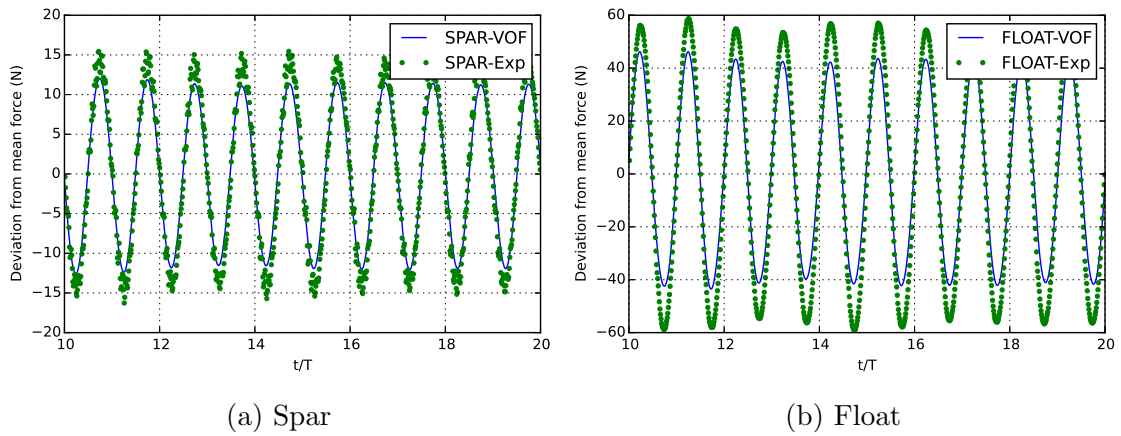 20
15
10
5
0
−5
−10
−15
−20
Deviation from mean force (N)
SPAR-VOF
SPAR-Exp
10 12 14 16 18 20
t/T
(a) Spar
60
40
20
0
−20
−40
−60
Deviation from mean force (N)
FLOAT-VOF
FLOAT-Exp
10 12 14 16 18 20
t/T
(b) Float